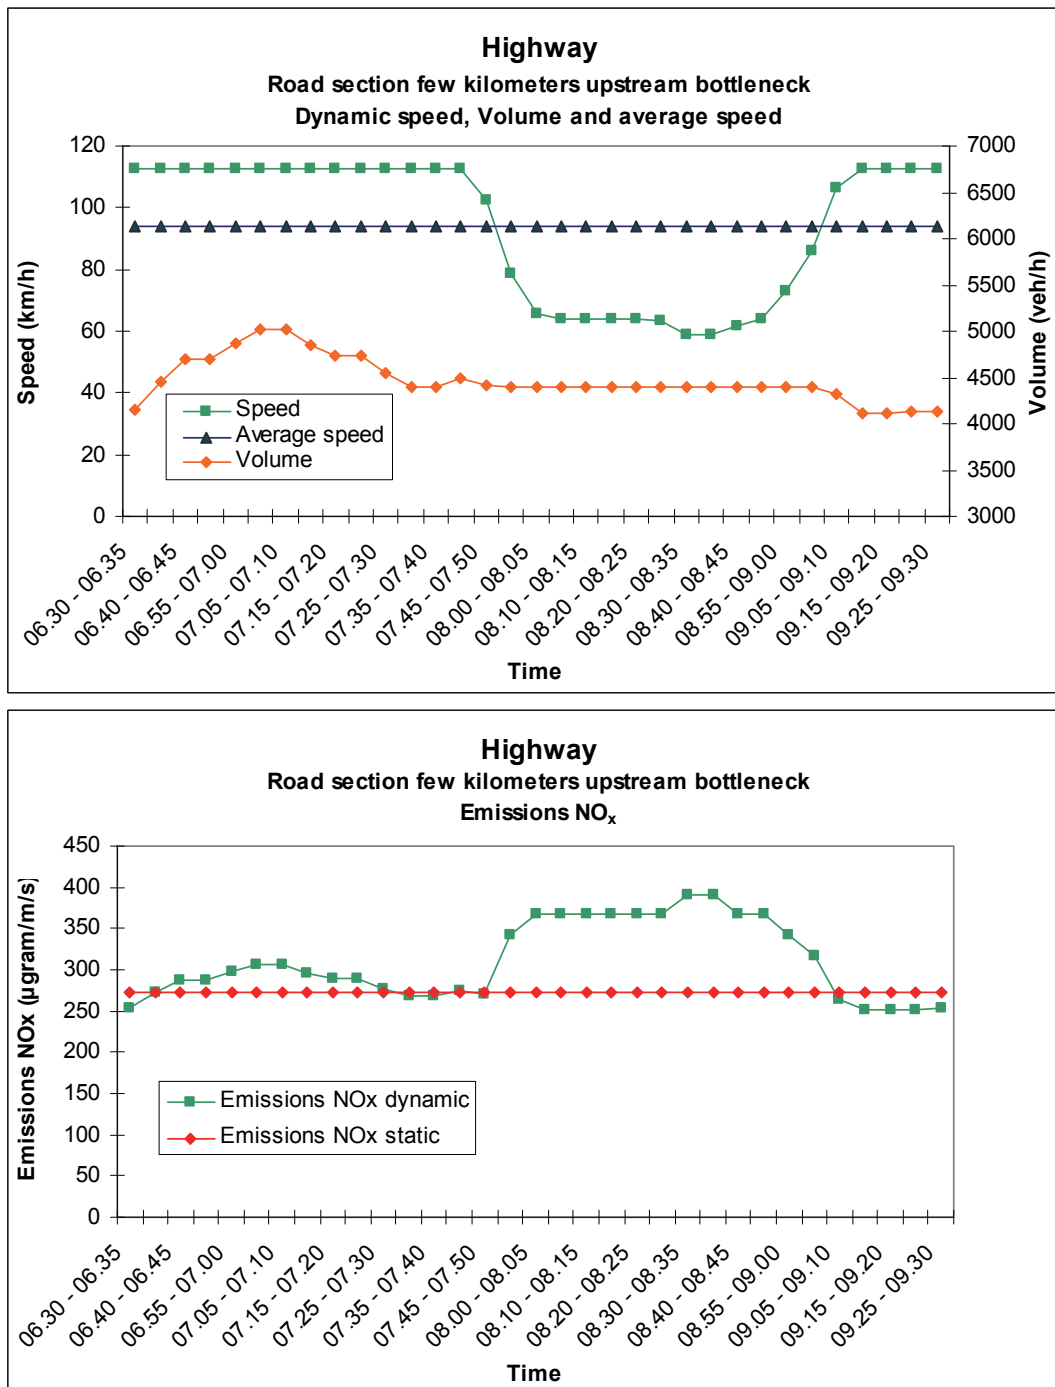 Highway
Road section few kilometers upstream bottleneck
Dynamic speed, Volume and average speed
120
100
80
60
40
20
0
Speed (km/h)
7000
6500
6000
5500
5000
4500
4000
3500
3000
Volume (veh/h)
Speed
Average speed
Volume
06.30 - 06.35
06.40 - 06.45
06.55 - 07.00
07.05 - 07.10
07.15 - 07.20
07.25 - 07.30
07.35 - 07.40
07.45 - 07.50
08.00 - 08.05
08.10 - 08.15
08.20 - 08.25
08.30 - 08.35
08.40 - 08.45
08.55 - 09.00
09.05 - 09.10
09.15 - 09.20
09.25 - 09.30
Time
Highway
Road section few kilometers upstream bottleneck
Emissions NOx
450
400
350
300
250
200
150
100
50
0
Emissions NOx (µgram/m/s)
Emissions NOx dynamic
Emissions NOx static
06.30 - 06.35
06.40 - 06.45
06.55 - 07.00
07.05 - 07.10
07.15 - 07.20
07.25 - 07.30
07.35 - 07.40
07.45 - 07.50
08.00 - 08.05
08.10 - 08.15
08.20 - 08.25
08.30 - 08.35
08.40 - 08.45
08.55 - 09.00
09.05 - 09.10
09.15 - 09.20
09.25 - 09.30
Time